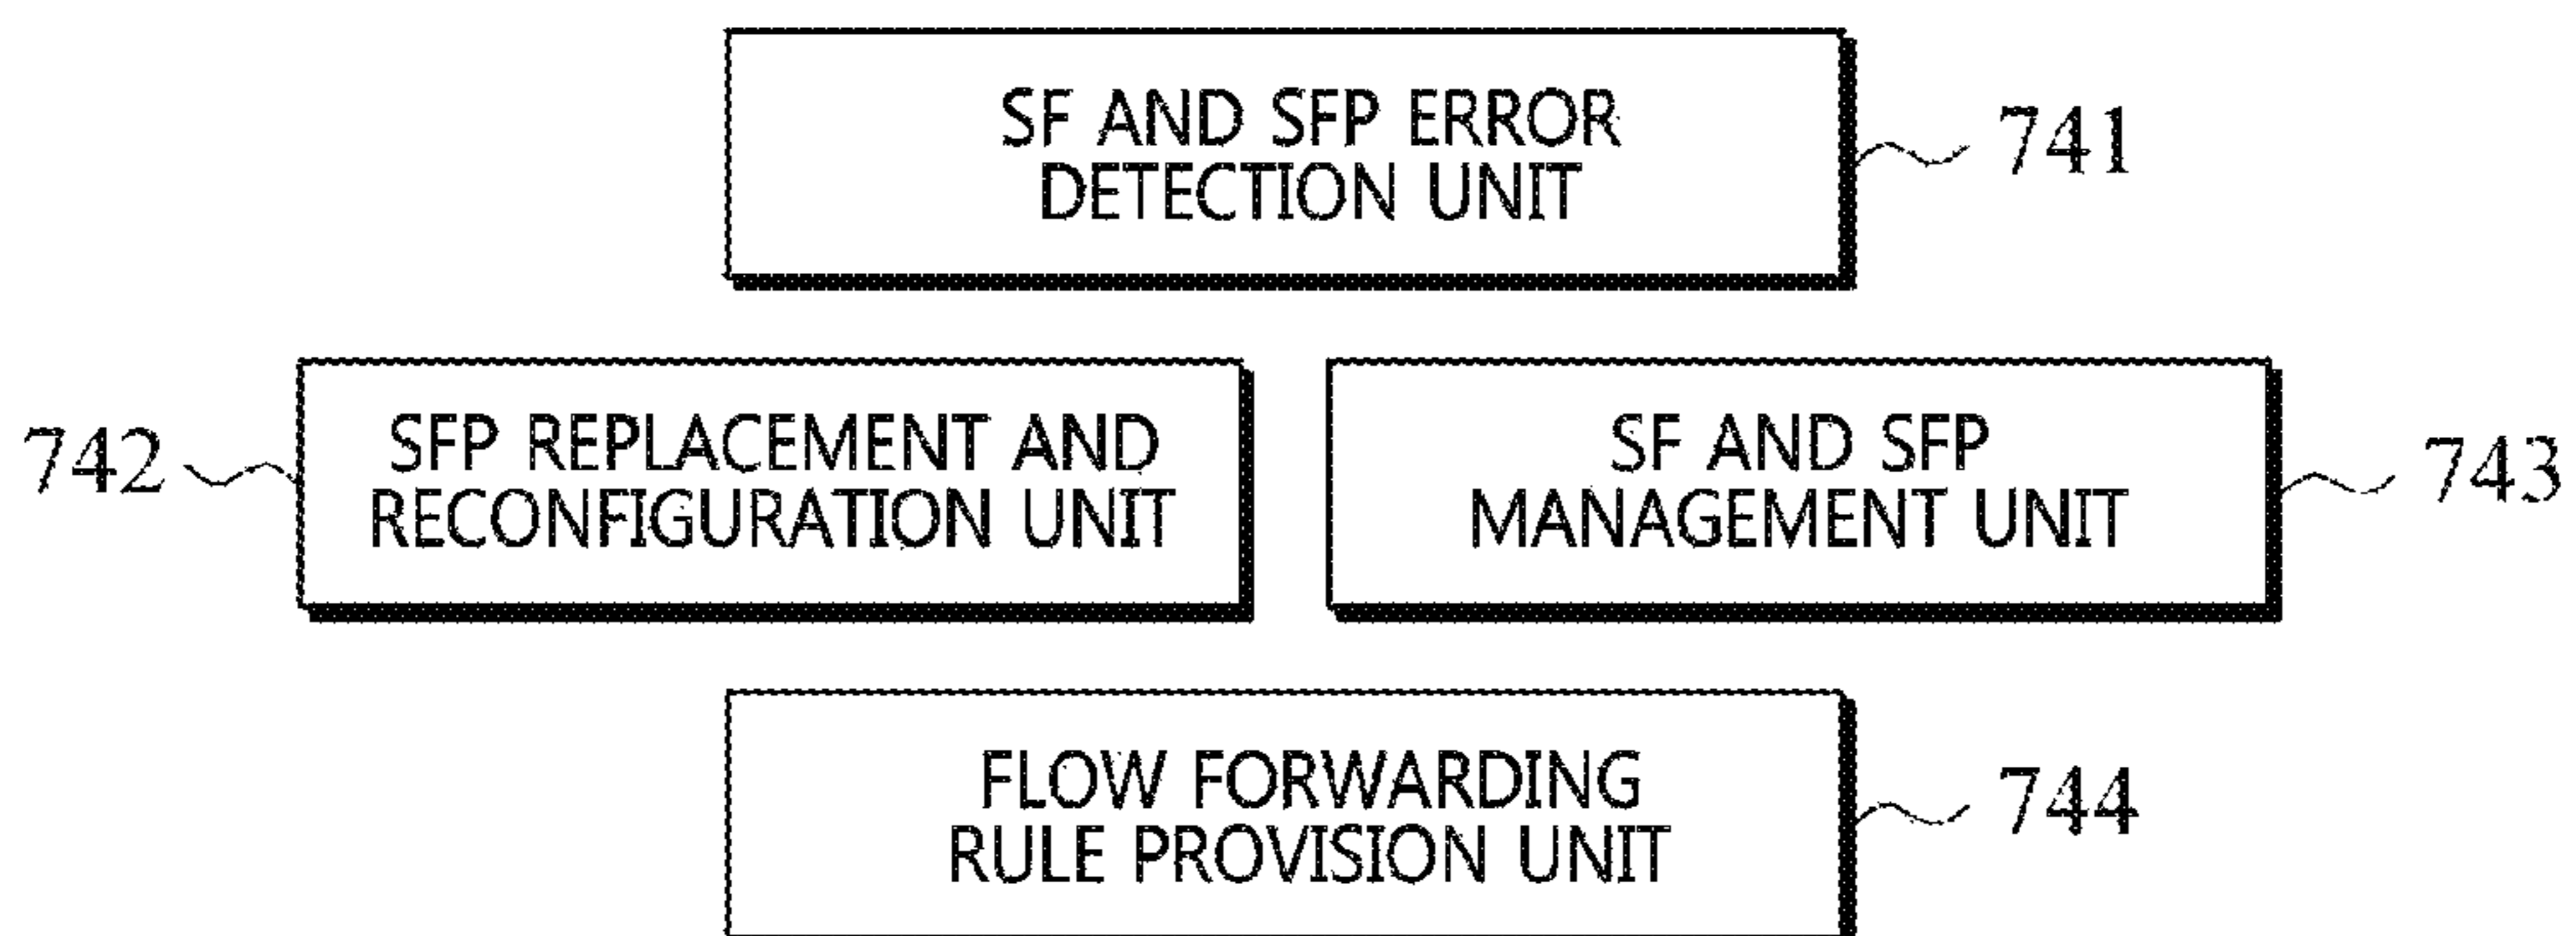 SF AND SFP ERROR
DETECTION UNIT
741
742
SFP REPLACEMENT AND
RECONFIGURATION UNIT
SF AND SFP
MANAGEMENT UNIT
743
FLOW FORWARDING
RULE PROVISION UNIT
744